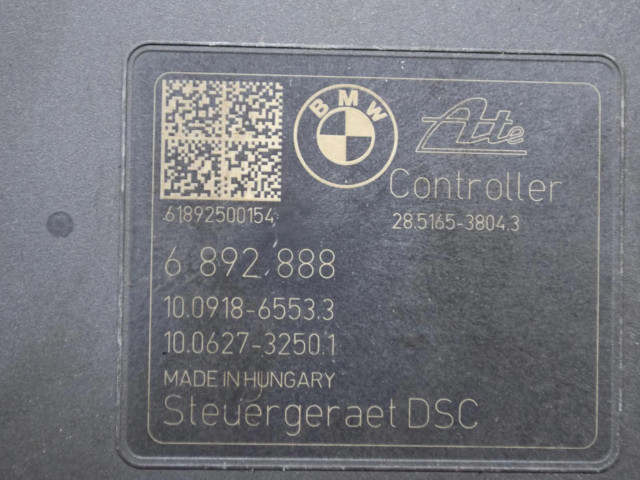 BMW
Ate
Controller
61892500154
28.5165-3804.3
6 892 888
10.0918-6553.3
10.0627-3250.1
MADE IN HUNGARY
Steuergeraet DSC